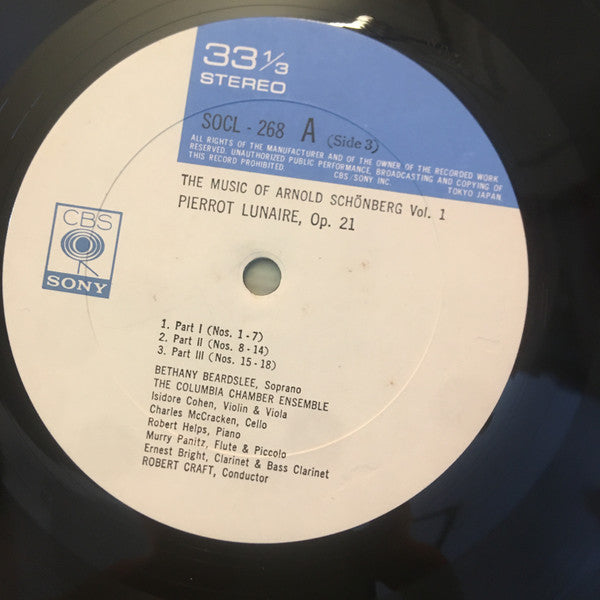 33 1/3
STEREO
SOCL - 268 A (Side 3)
ALL RIGHTS OF THE MANUFACTURER AND OF THE OWNER OF THE RECORDED WORK
RESERVED. UNAUTHORIZED PUBLIC PERFORMANCE, BROADCASTING AND COPYING OF
THIS RECORD PROHIBITED. CBS SONY INC. TOKYO JAPAN.
THE MUSIC OF ARNOLD SCHÖNBERG Vol. 1
PIERROT LUNAIRE, Op. 21
CBS
SONY
1. Part I (Nos. 1-7)
2. Part II (Nos. 8-14)
3. Part III (Nos. 15-18)
BETHANY BEARDSLEE, Soprano
THE COLUMBIA CHAMBER ENSEMBLE
Isidore Cohen, Violin & Viola
Charles McCracken, Cello
Robert Helps, Piano
Murry Panitz, Flute & Piccolo
Ernest Bright, Clarinet & Bass Clarinet
ROBERT CRAFT, Conductor